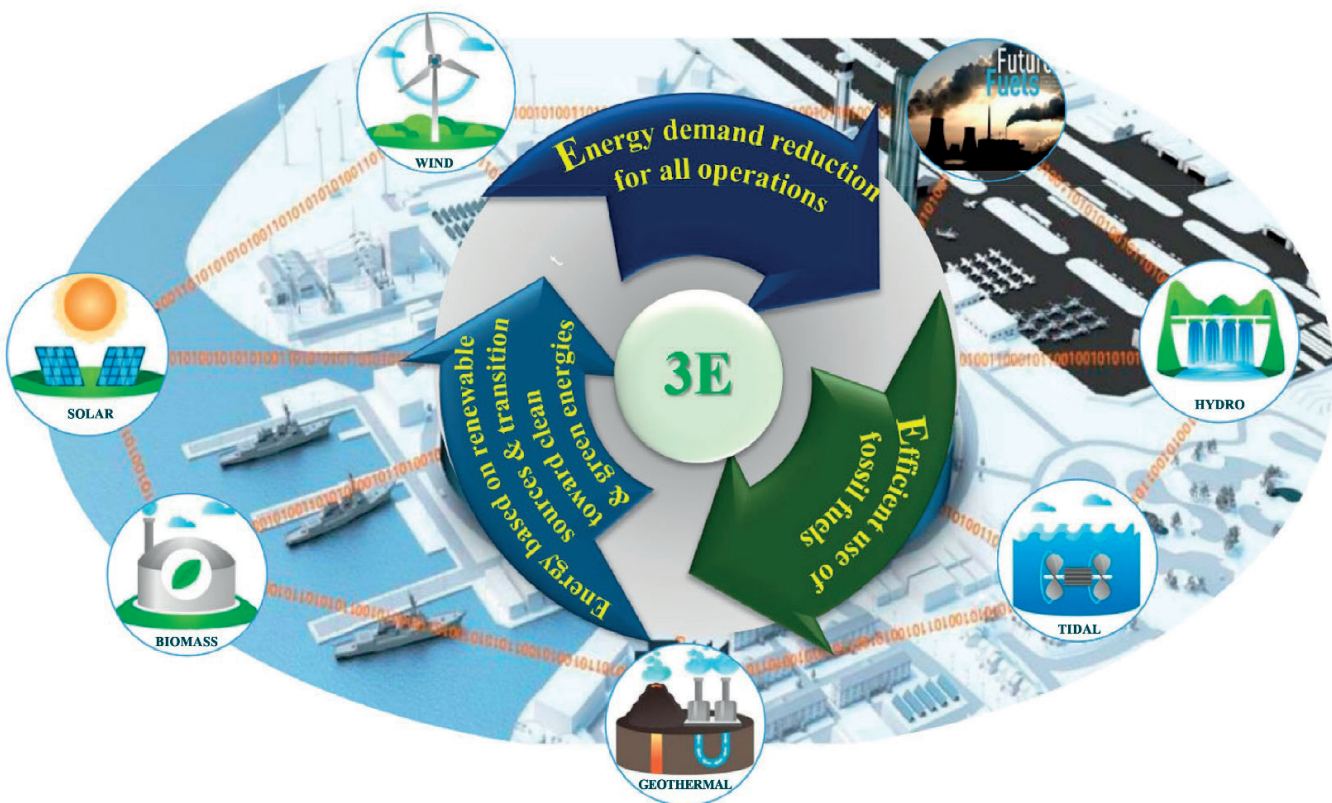 WIND
Future
Fuets
Energy demand reduction
for all operations
SOLAR
3E
HYDRO
Energy based on renewable
sources & transition
toward clean
& green energies
Efficient use of
fossil fuels
BIOMASS
TIDAL
GEOTHERMAL